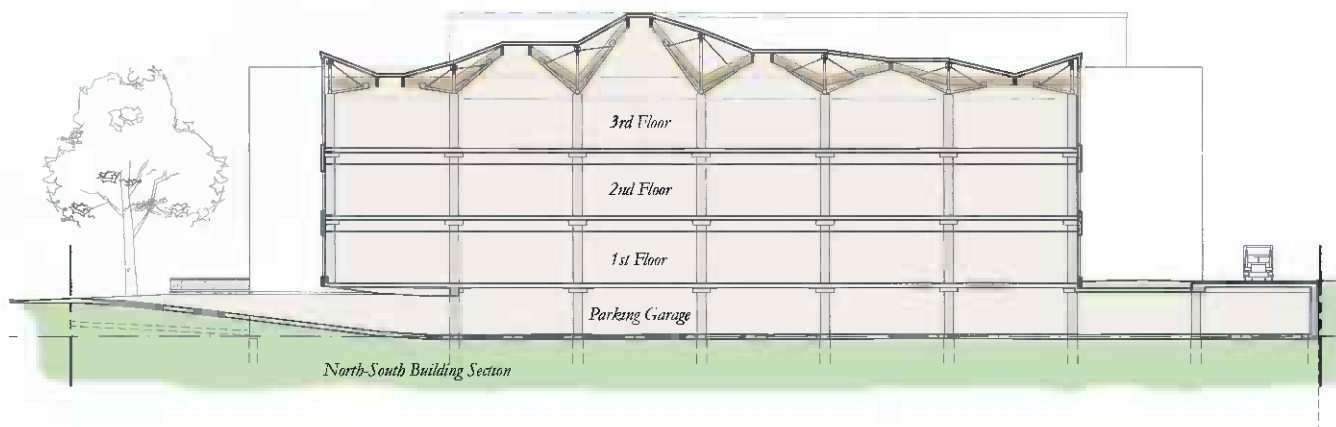 3rd Floor
2nd Floor
1st Floor
Parking Garage
North-South Building Section